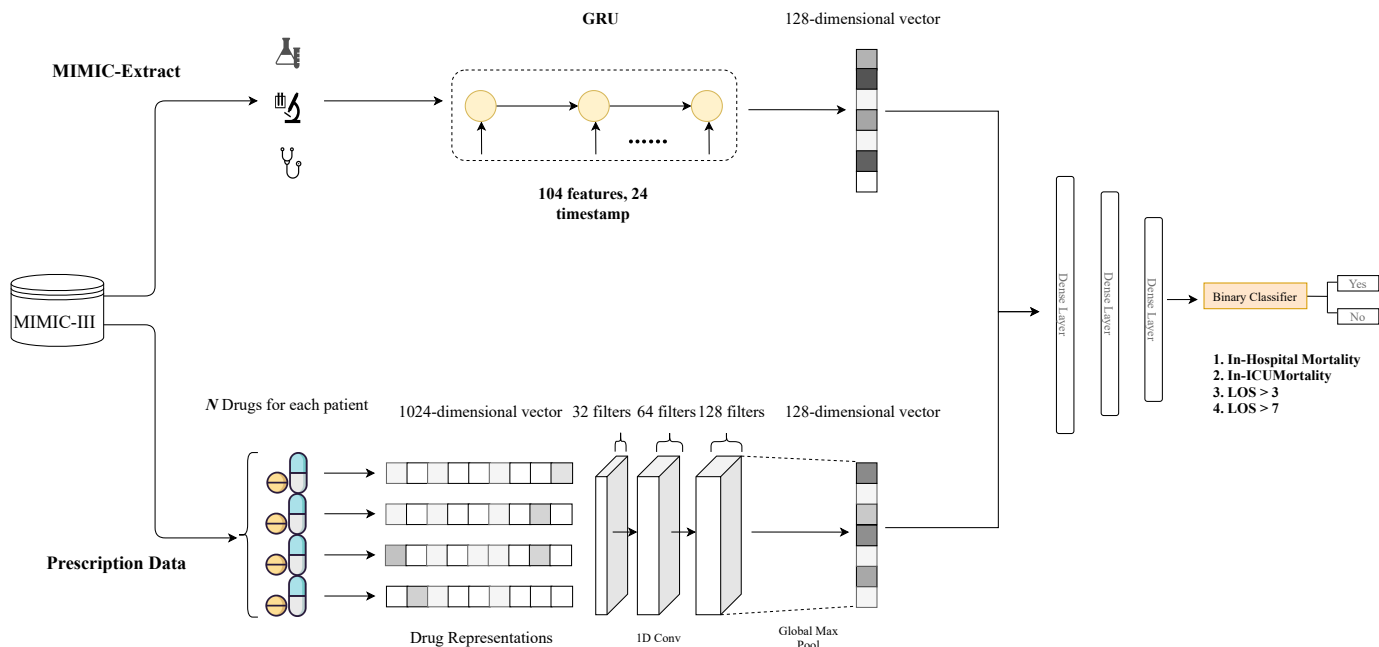 GRU
128-dimensional vector
MIMIC-Extract
......
104 features, 24
timestamp
MIMIC-III
Dense Layer
Dense Layer
Dense Layer
Binary Classifier
Yes
No
1. In-Hospital Mortality
2. In-ICUMortality
3. LOS > 3
4. LOS > 7
N Drugs for each patient
1024-dimensional vector
32 filters
64 filters
128 filters
128-dimensional vector
Prescription Data
Drug Representations
1D Conv
Global Max
Pool